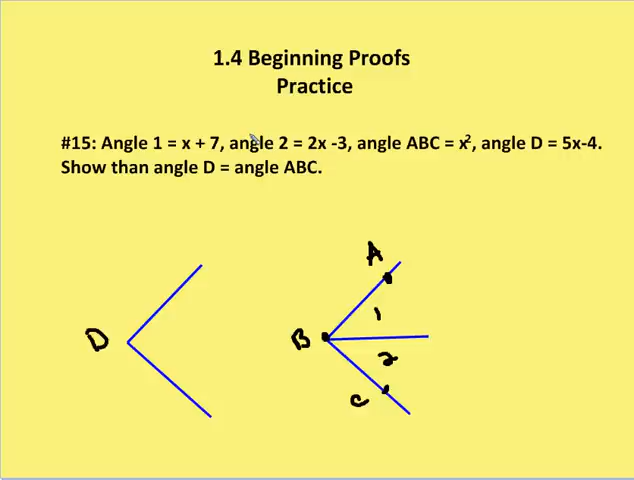 1.4 Beginning Proofs
Practice
#15: Angle 1 = x + 7, angle 2 = 2x -3, angle ABC = x², angle D = 5x-4.
Show than angle D = angle ABC.
A
1
D
B
2
C